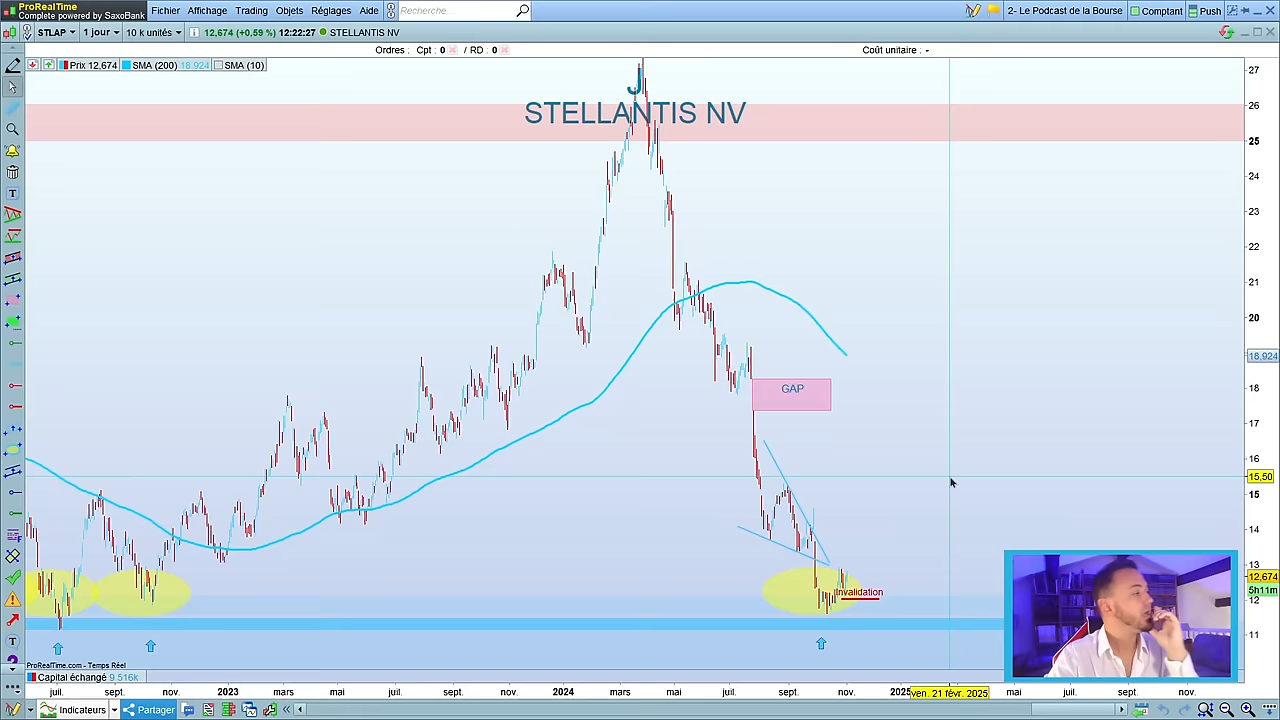 ProRealTime
Complete powered by SaxoBank
Fichier Affichage Trading Objets Réglages Aide Recherche 2- Le Podcast de la Bourse Comptant Push
STLAP 1 jour 10 k unités 12,674 (+0,59 %) 12:22:27 STELLANTIS NV
Ordres : Cpt : 0 / RD : 0 Coût unitaire : -
Prix 12,674 SMA (200) 18.924 SMA (10)
J
STELLANTIS NV
27
26
25
24
23
22
21
20
18,924
18
GAP
17
16
15,50
15
14
13
12,674
5h11m
12
Invalidation
11
ProRealTime.com - Temps Réel
Capital échangé 9 516k
juil. sept. nov. 2023 mars mai juil. sept. nov. 2024 mars mai juil. sept. nov. 2025 ven. 21 févr. 2025 mai juil. sept. nov.
Indicateurs Partager